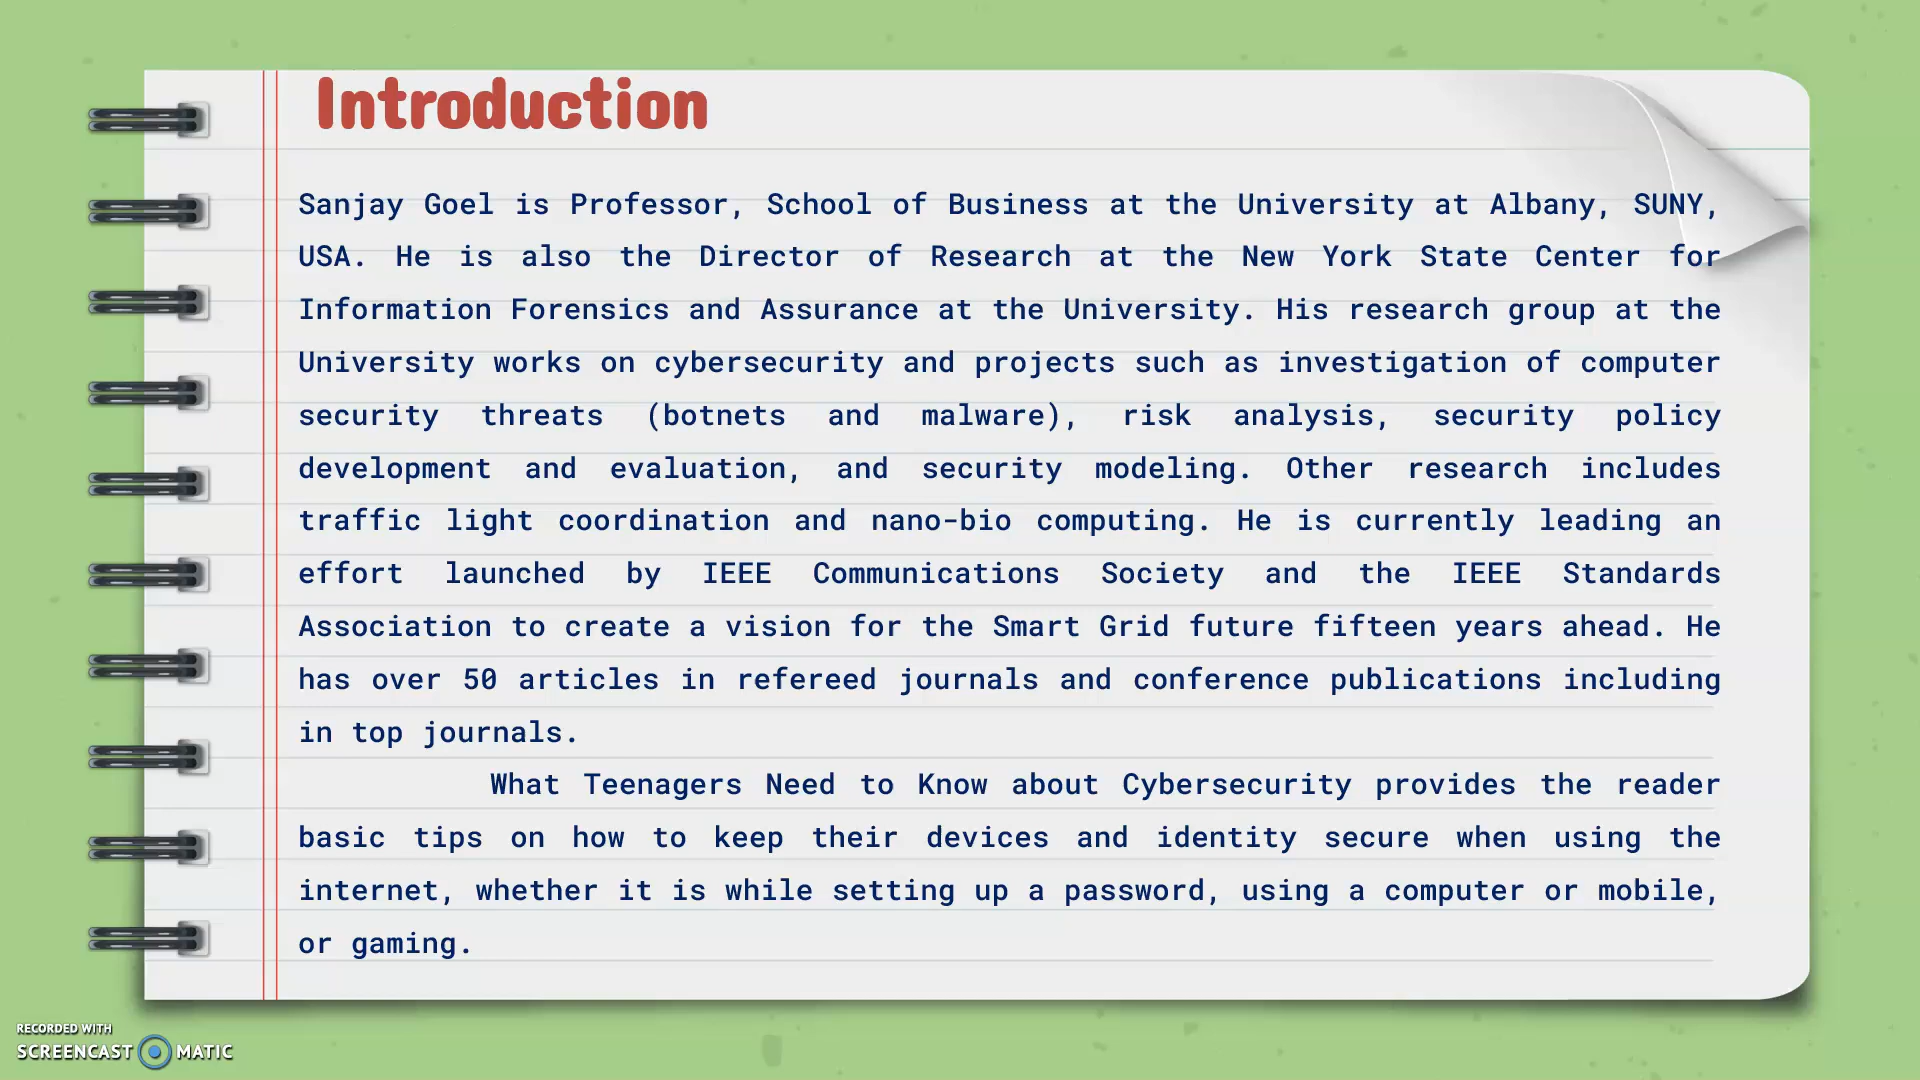 Introduction
Sanjay Goel is Professor, School of Business at the University at Albany, SUNY,
USA. He is also the Director of Research at the New York State Center for
Information Forensics and Assurance at the University. His research group at the
University works on cybersecurity and projects such as investigation of computer
security threats (botnets and malware), risk analysis, security policy
development and evaluation, and security modeling. Other research includes
traffic light coordination and nano-bio computing. He is currently leading an
effort launched by IEEE Communications Society and the IEEE Standards
Association to create a vision for the Smart Grid future fifteen years ahead. He
has over 50 articles in refereed journals and conference publications including
in top journals.
What Teenagers Need to Know about Cybersecurity provides the reader
basic tips on how to keep their devices and identity secure when using the
internet, whether it is while setting up a password, using a computer or mobile,
or gaming.
RECORDED WITH
SCREENCAST MATIC